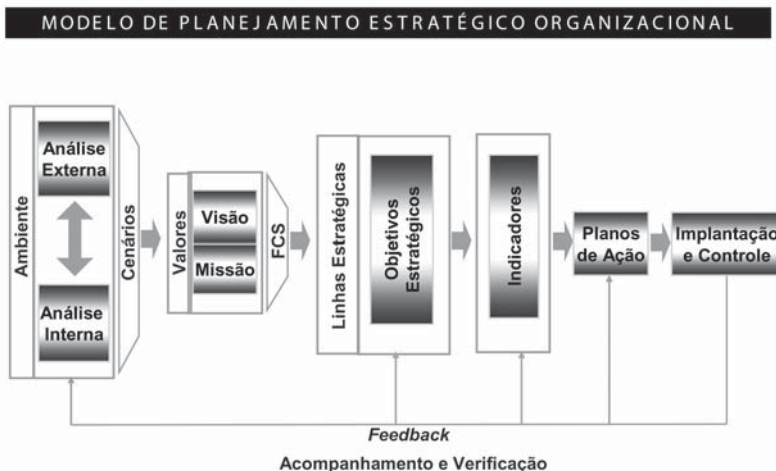 MODELO DE PLANEJAMENTO ESTRATÉGICO ORGANIZACIONAL
Ambiente
Análise
Externa
Análise
Interna
Cenários
Valores
Visão
Missão
FCS
Linhas Estratégicas
Objetivos
Estratégicos
Indicadores
Planos
de Ação
Implantação
e Controle
Feedback
Acompanhamento e Verificação